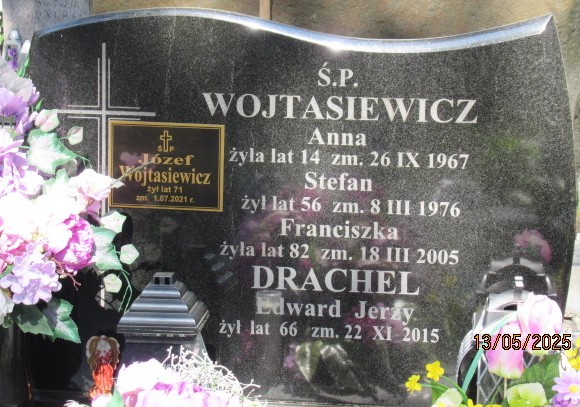 Ś.P.
WOJTASIEWICZ
Anna
żyła lat 14 zm. 26 IX 1967
Stefan
żył lat 56 zm. 8 III 1976
Franciszka
żyła lat 82 zm. 18 III 2005
DRACHEL
Edward Jerzy
żył lat 66 zm. 22 XI 2015
Ś P
Józef
Wojtasiewicz
żył lat 71
zm. 1.07.2021 r.
13/05/2025